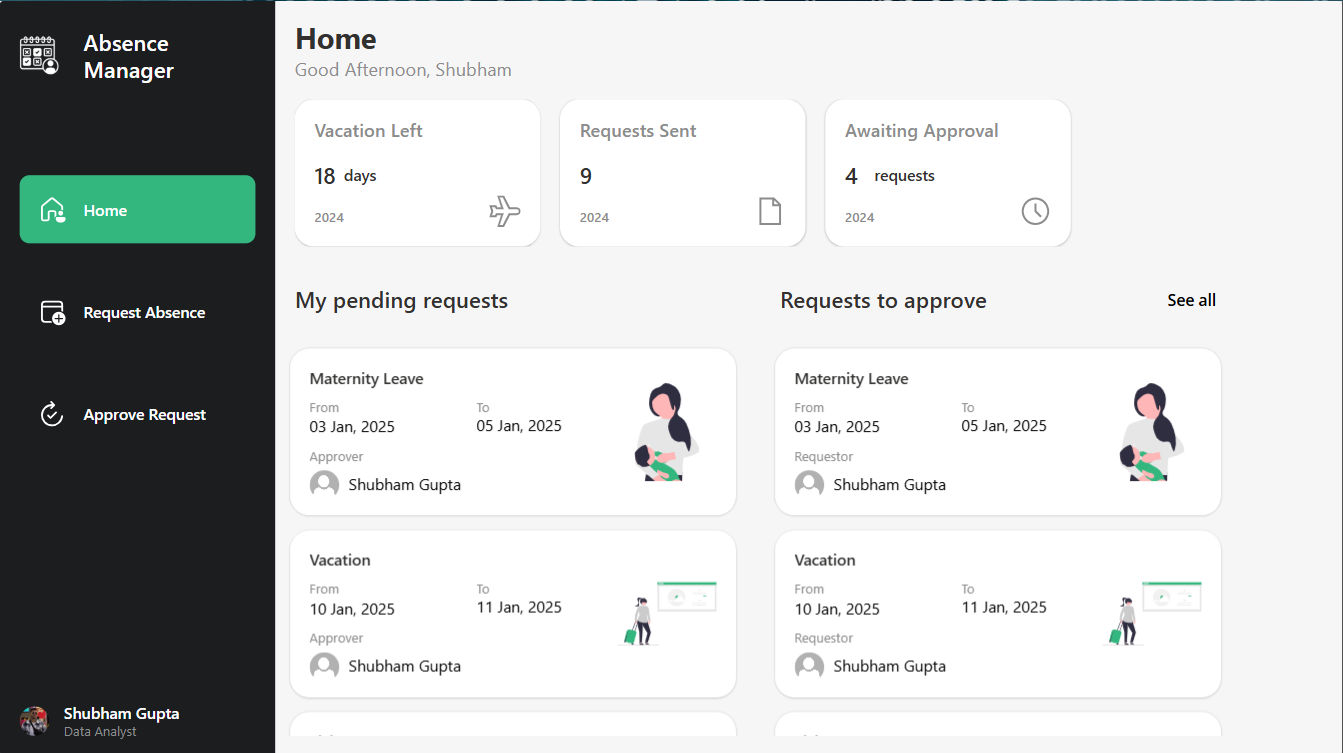 Absence
Manager
Home
Request Absence
Approve Request
Shubham Gupta
Data Analyst
Home
Good Afternoon, Shubham
Vacation Left
18 days
2024
Requests Sent
9
2024
Awaiting Approval
4 requests
2024
My pending requests
Maternity Leave
From
To
03 Jan, 2025
05 Jan, 2025
Approver
Shubham Gupta
Vacation
From
To
10 Jan, 2025
11 Jan, 2025
Approver
Shubham Gupta
Requests to approve
See all
Maternity Leave
From
To
03 Jan, 2025
05 Jan, 2025
Requestor
Shubham Gupta
Vacation
From
To
10 Jan, 2025
11 Jan, 2025
Requestor
Shubham Gupta